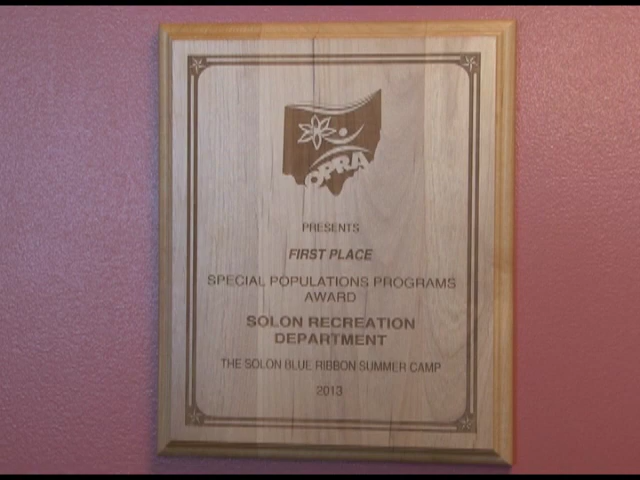 OPRA
PRESENTS
FIRST PLACE
SPECIAL POPULATIONS PROGRAMS
AWARD
SOLON RECREATION
DEPARTMENT
THE SOLON BLUE RIBBON SUMMER CAMP
2013